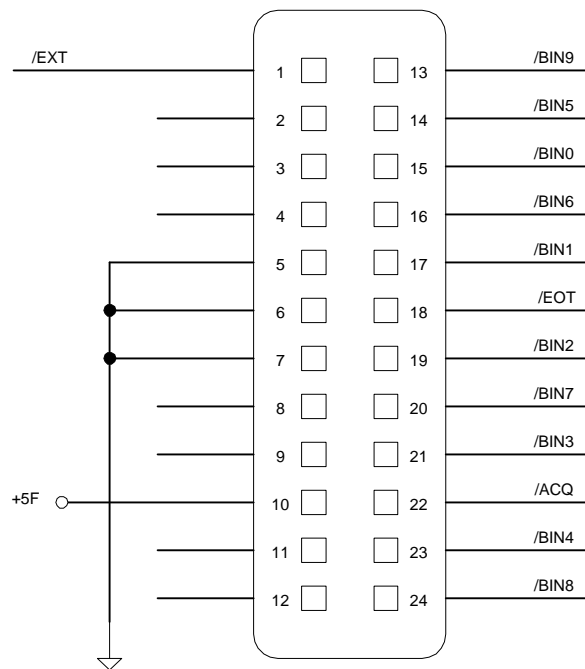 /EXT 1 13 /BIN9
2 14 /BIN5
3 15 /BIN0
4 16 /BIN6
5 17 /BIN1
6 18 /EOT
7 19 /BIN2
8 20 /BIN7
9 21 /BIN3
+5F 10 22 /ACQ
11 23 /BIN4
12 24 /BIN8